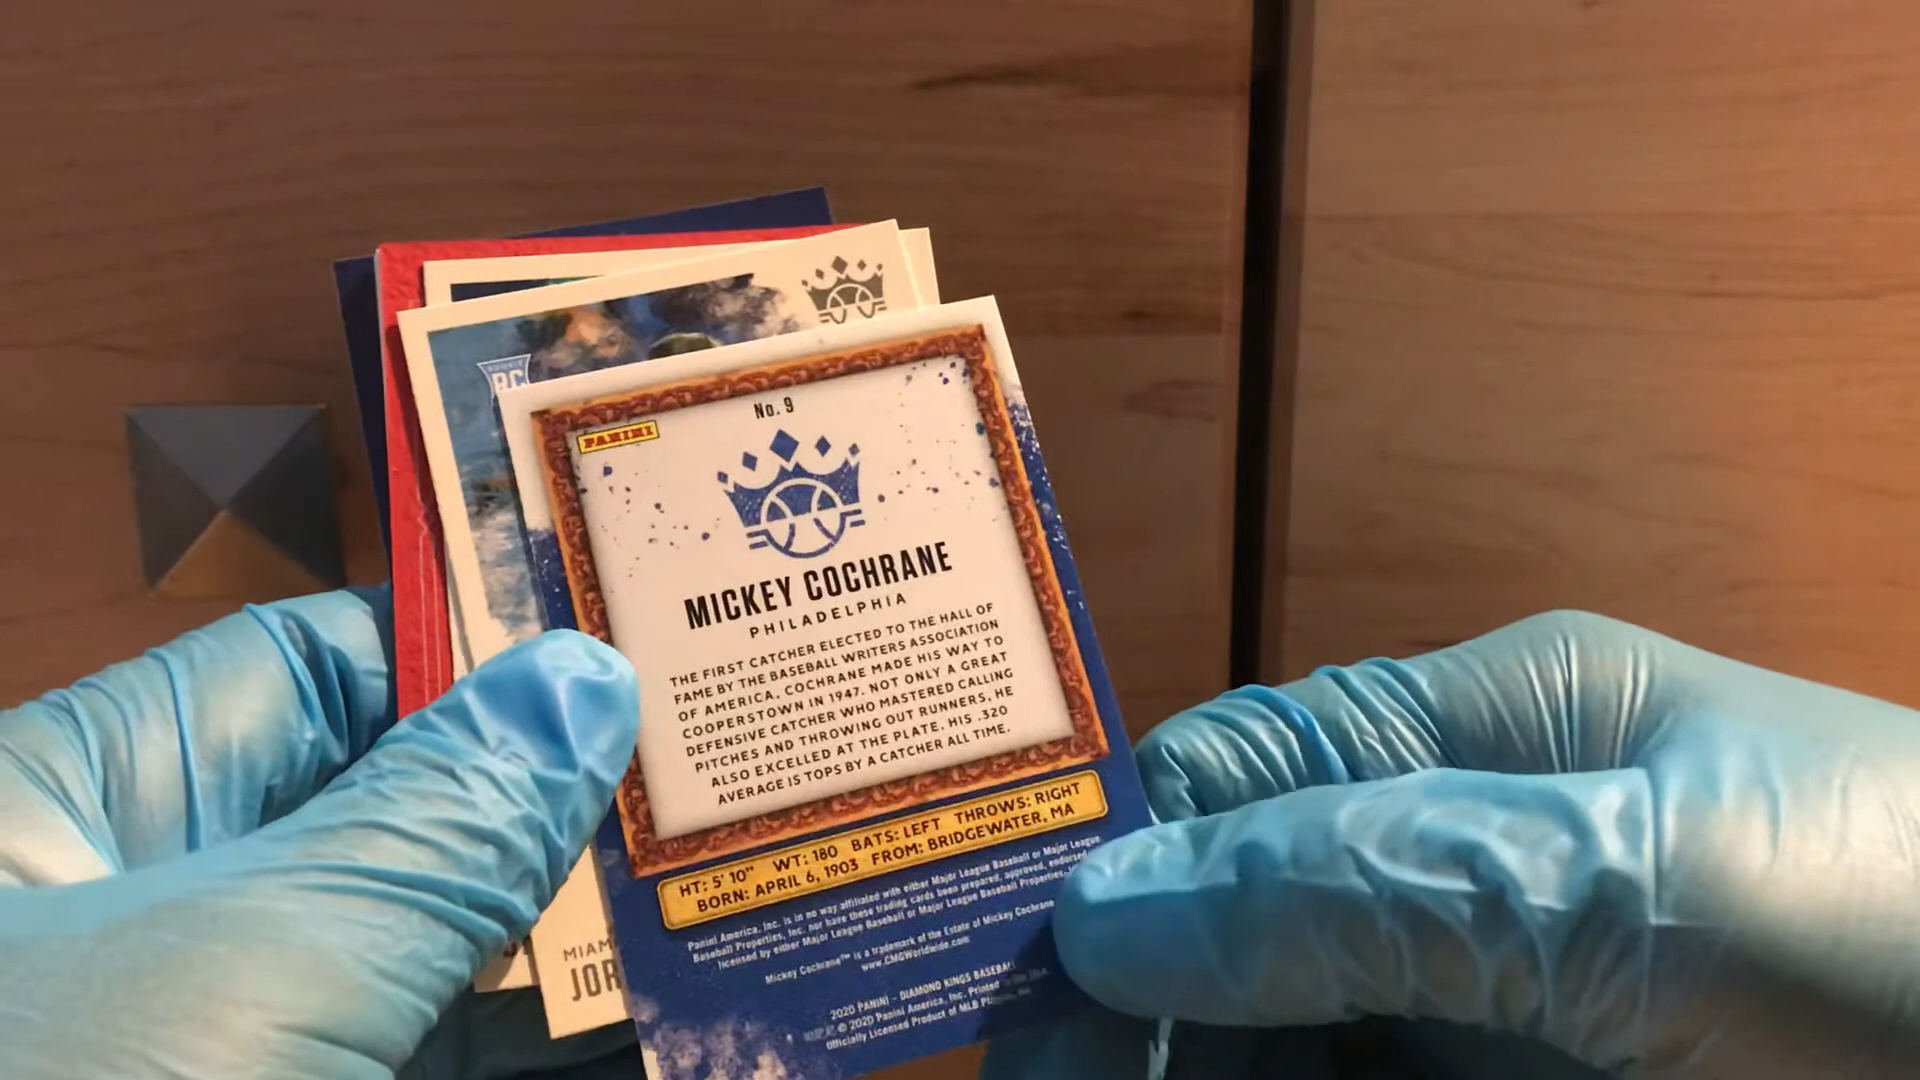 ROOKIE
RC
No. 9
PANINI
MICKEY COCHRANE
PHILADELPHIA
THE FIRST CATCHER ELECTED TO THE HALL OF
FAME BY THE BASEBALL WRITERS ASSOCIATION
OF AMERICA, COCHRANE MADE HIS WAY TO
COOPERSTOWN IN 1947. NOT ONLY A GREAT
DEFENSIVE CATCHER WHO MASTERED CALLING
PITCHES AND THROWING OUT RUNNERS, HE
ALSO EXCELLED AT THE PLATE. HIS .320
AVERAGE IS TOPS BY A CATCHER ALL TIME.
HT: 5' 10" WT: 180 BATS: LEFT THROWS: RIGHT
BORN: APRIL 6, 1903 FROM: BRIDGEWATER, MA
Panini America, Inc. is in no way affiliated with either Major League Baseball or Major League
Baseball Properties, Inc. nor have these trading cards been prepared, approved, endorsed
licensed by either Major League Baseball or Major League Baseball Properties,
Mickey Cochrane™ is a trademark of the Estate of Mickey Cochrane
www.CMGWorldwide.com
2020 PANINI - DIAMOND KINGS BASEBALL
© 2020 Panini America, Inc. Printed
Officially Licensed Product of MLB
MIAM
JOR